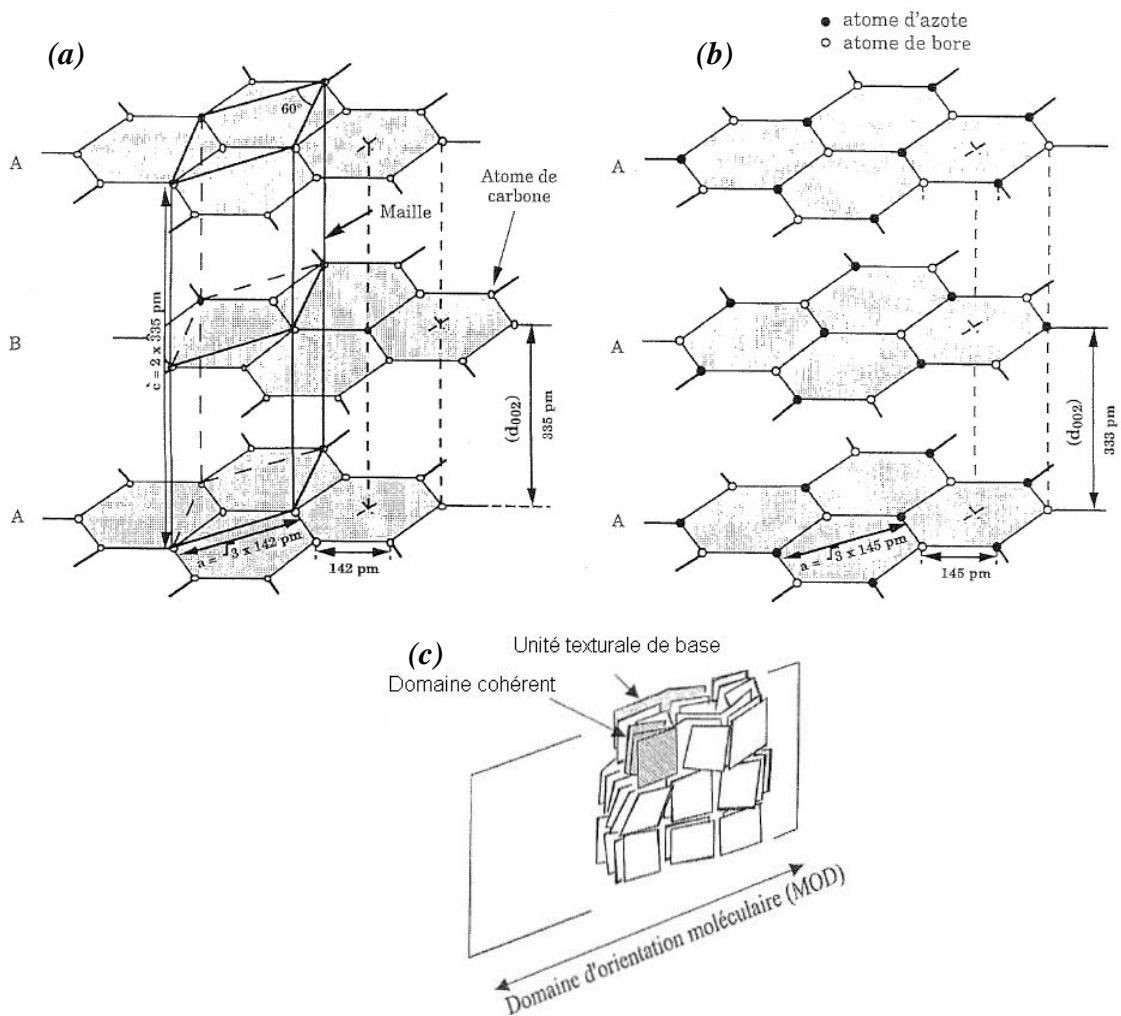 (a)
60°
A
Atome de
carbone
Maille
c = 2 x 335 pm
B
(d002)
335 pm
A
a = √3 x 142 pm
142 pm
● atome d'azote
○ atome de bore
(b)
A
A
(d002)
333 pm
A
a = √3 x 145 pm
145 pm
(c)
Unité texturale de base
Domaine cohérent
Domaine d'orientation moléculaire (MOD)